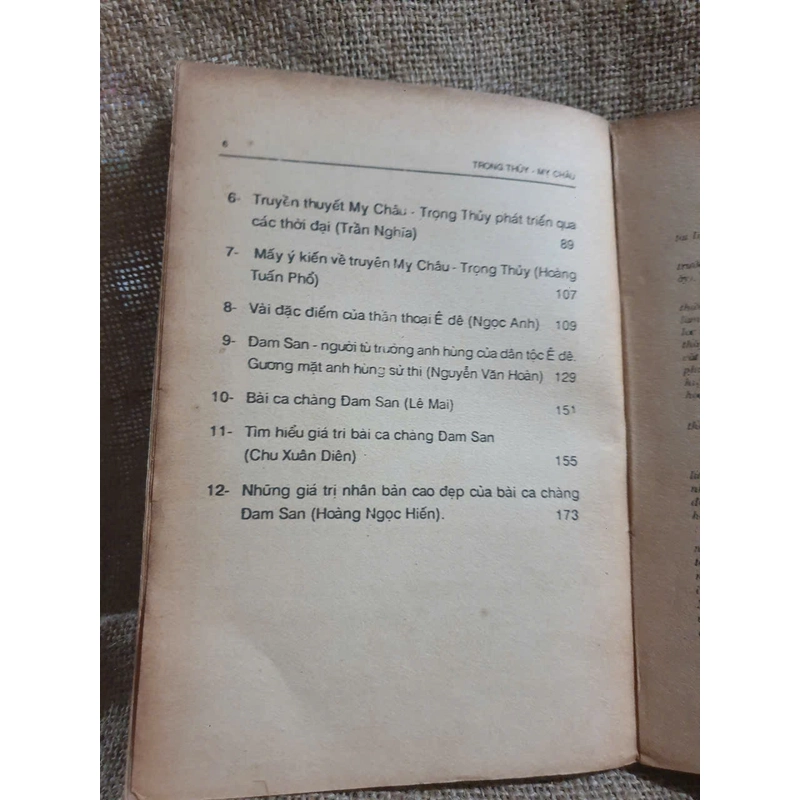 6
TRỌNG THỦY - MỴ CHÂU
6- Truyền thuyết Mỵ Châu - Trọng Thủy phát triển qua
các thời đại (Trần Nghĩa) 89
7- Mấy ý kiến về truyện Mỵ Châu - Trọng Thủy (Hoàng
Tuấn Phổ) 107
8- Vài đặc điểm của thần thoại Ê đê (Ngọc Anh) 109
9- Đam San - người tù trưởng anh hùng của dân tộc Ê đê.
Gương mặt anh hùng sử thi (Nguyễn Văn Hoàn) 129
10- Bài ca chàng Đam San (Lê Mai) 151
11- Tìm hiểu giá trị bài ca chàng Đam San
(Chu Xuân Diên) 155
12- Những giá trị nhân bản cao đẹp của bài ca chàng
Đam San (Hoàng Ngọc Hiến). 173